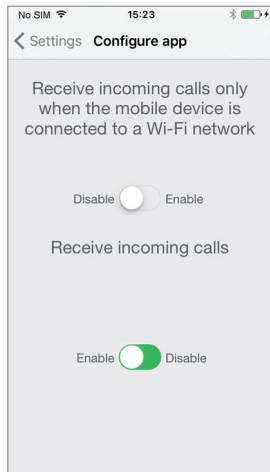 No SIM 15:23
Settings Configure app
Receive incoming calls only
when the mobile device is
connected to a Wi-Fi network
Disable Enable
Receive incoming calls
Enable Disable